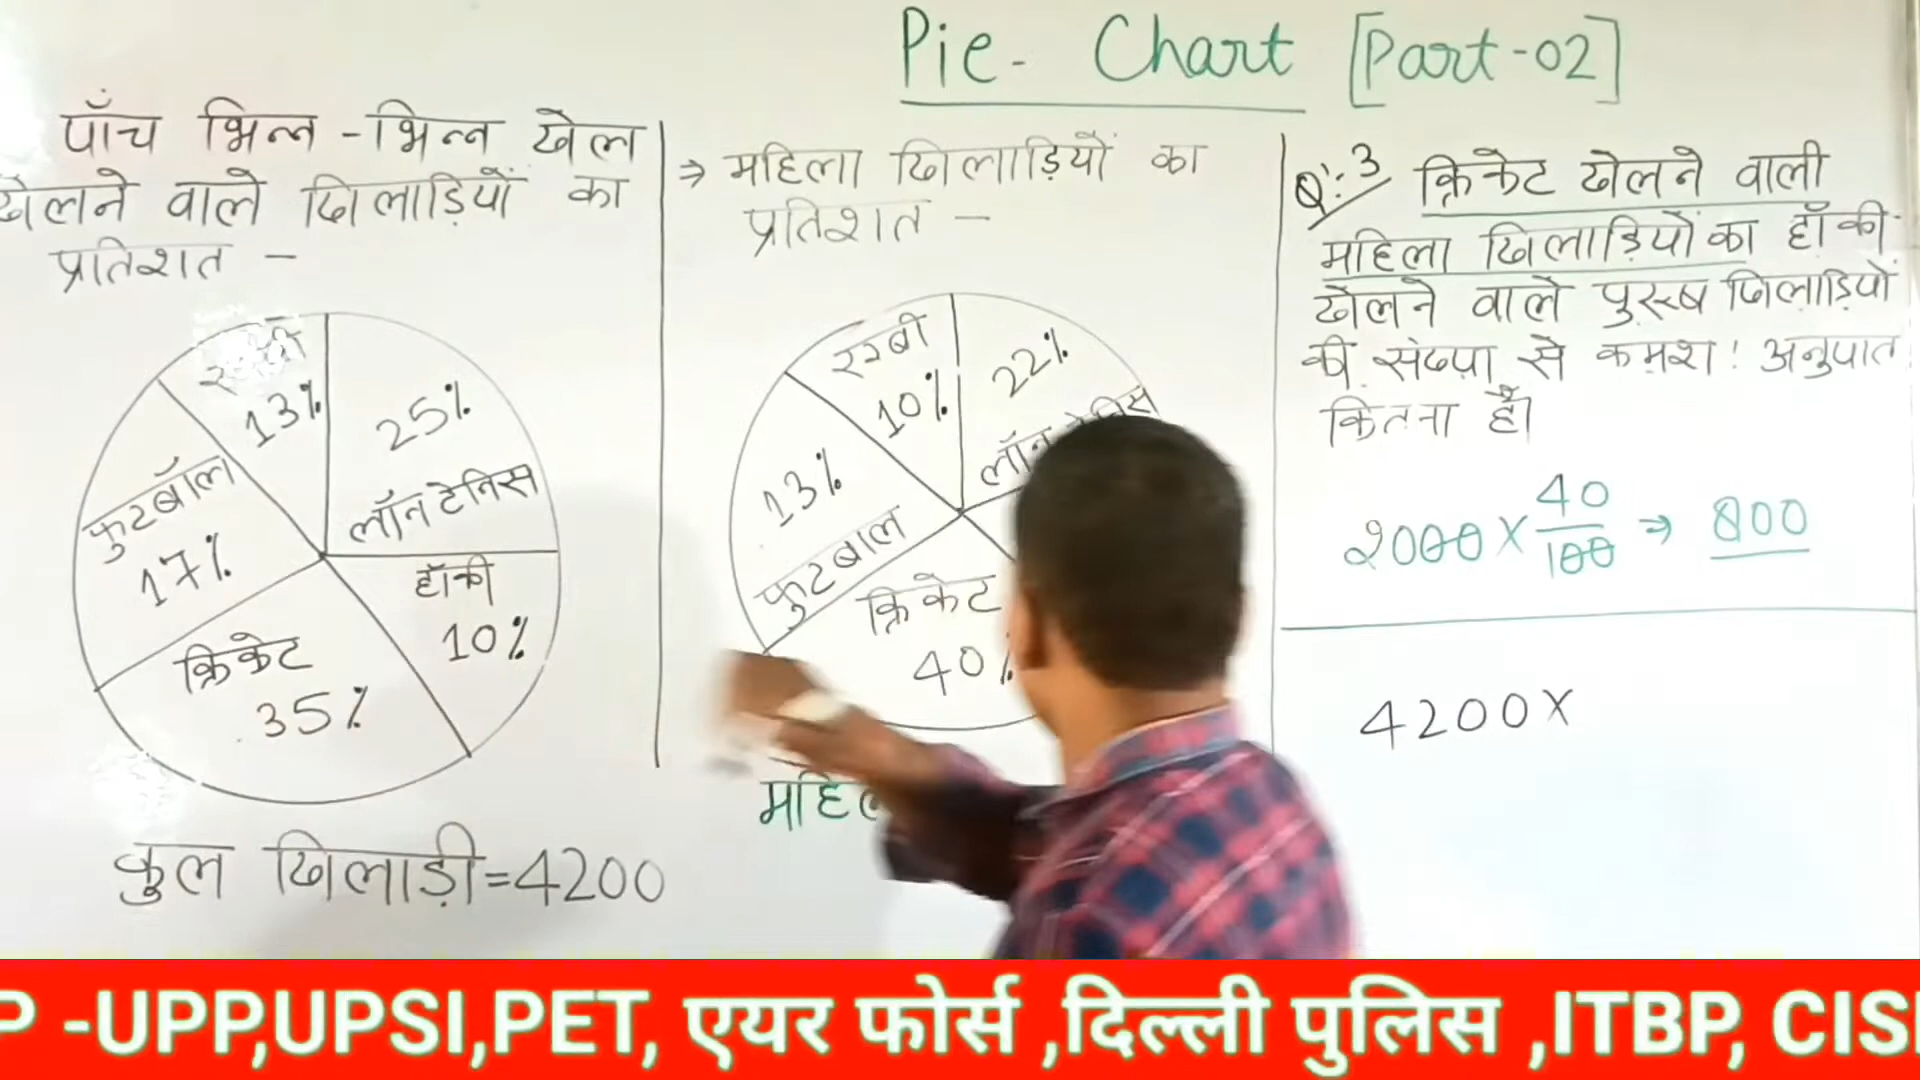 Pie- Chart [Part-02]
पाँच भिन्न-भिन्न खेल
खेलने वाले खिलाड़ियों का
प्रतिशत -
13%
25%
लॉन टेनिस
फुटबॉल
17%
हॉकी
10%
क्रिकेट
35%
कुल खिलाड़ी=4200
⇒ महिला खिलाड़ियों का
प्रतिशत -
रग्बी
10%
22%
लॉन
13%
फुटबाल
क्रिकेट
40%
Q:3 क्रिकेट खेलने वाली
महिला खिलाड़ियों का हॉकी
खेलने वाले पुरूष खिलाड़ियों
की संख्या से कमश: अनुपात
कितना है।
2000 × 40/100 ⇒ 800
4200 ×
P -UPP,UPSI,PET, एयर फोर्स ,दिल्ली पुलिस ,ITBP, CIS